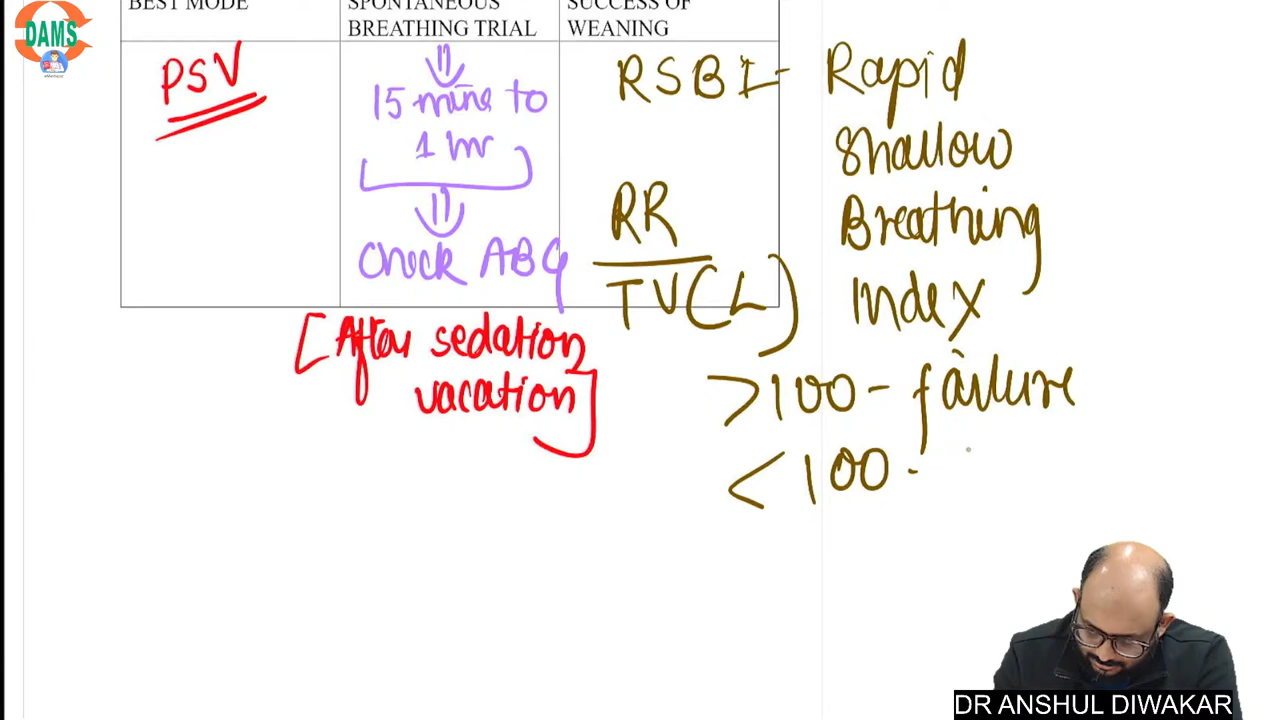 DAMS
eMedicoz
BEST MODE
SPONTANEOUS
BREATHING TRIAL
SUCCESS OF
WEANING
PSV
15 mins to
1 hr
Check ABG
[After sedation
vacation]
RSBI - Rapid
Shallow
Breathing
Index
RR
TV(L)
>100 - failure
<100 -
DR ANSHUL DIWAKAR